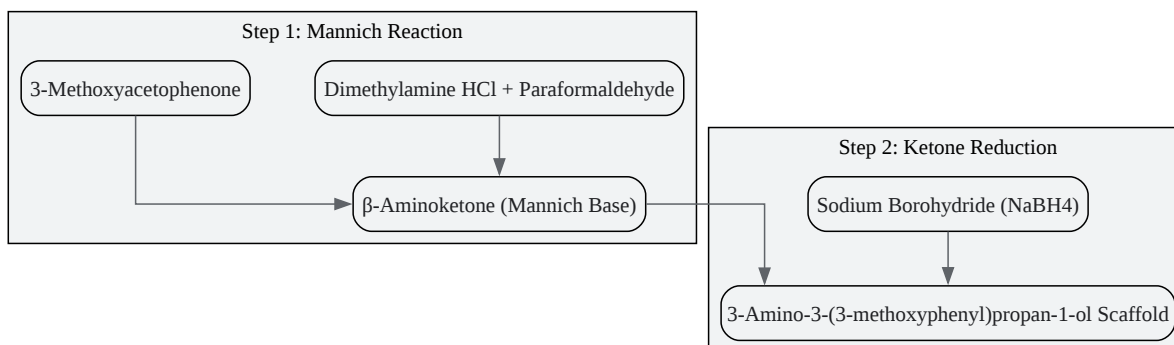 Step 1: Mannich Reaction
3-Methoxyacetophenone
Dimethylamine HCl + Paraformaldehyde
β-Aminoketone (Mannich Base)
Step 2: Ketone Reduction
Sodium Borohydride (NaBH4)
3-Amino-3-(3-methoxyphenyl)propan-1-ol Scaffold